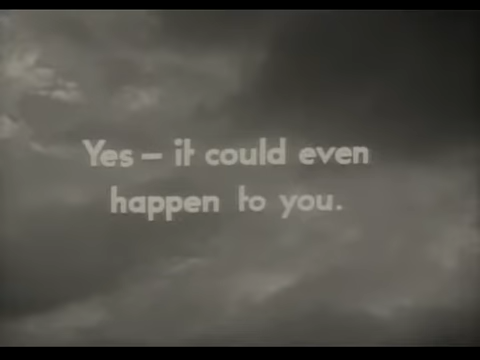 Yes – it could even
happen to you.